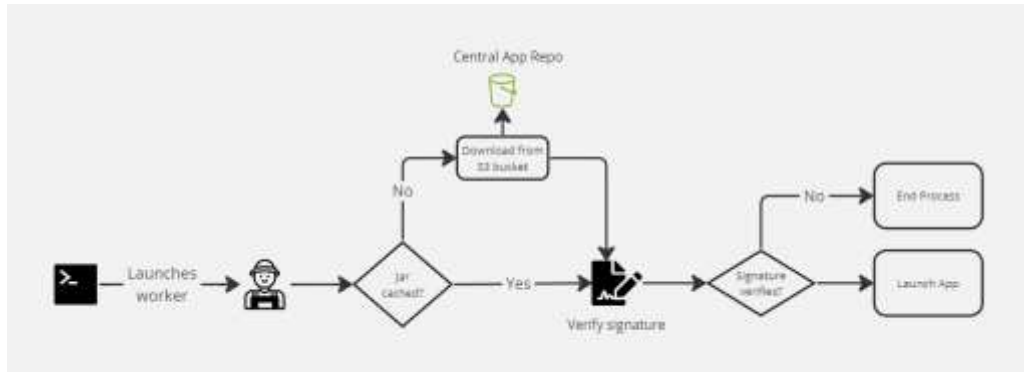 Central App Repo
Download from
S3 bucket
No
No
End Process
Launches
worker
Jar
cached?
Yes
Signature
verified?
Launch App
Verify signature